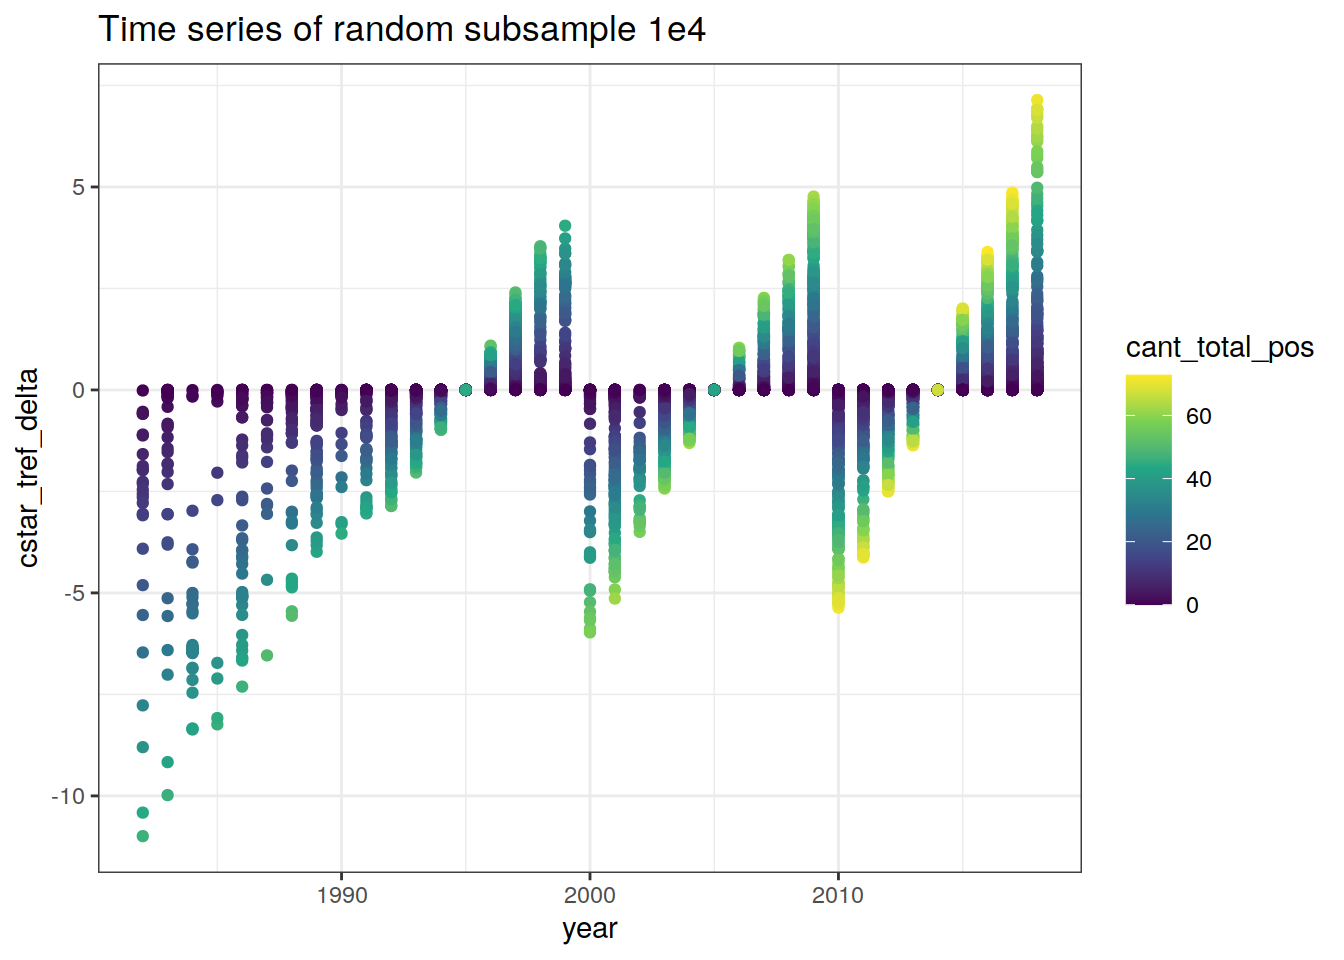 Time series of random subsample 1e4
cstar_tref_delta
5
0
-5
-10
1990
2000
2010
year
cant_total_pos
60
40
20
0